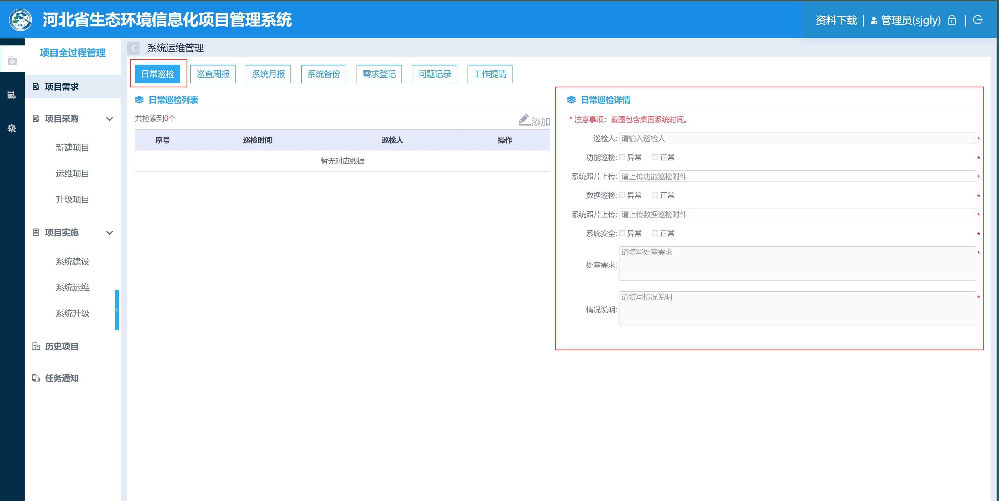 HBEE
河北省生态环境信息化项目管理系统
资料下载 | 管理员(sjgly) |
项目全过程管理
项目需求
项目采购
新建项目
运维项目
升级项目
项目实施
系统建设
系统运维
系统升级
历史项目
任务通知
系统运维管理
日常巡检 巡查周报 系统月报 系统备份 需求登记 问题记录 工作提请
日常巡检列表
共检索到0个
添加
序号 巡检时间 巡检人 操作
暂无对应数据
日常巡检详情
* 注意事项：截图包含桌面系统时间。
巡检人: 请输入巡检人 *
功能巡检: 异常 正常 *
系统照片上传: 请上传功能巡检附件 *
数据巡检: 异常 正常 *
系统照片上传: 请上传数据巡检附件 *
系统安全: 异常 正常 *
处室需求: 请填写处室需求 *
情况说明: 请填写情况说明 *